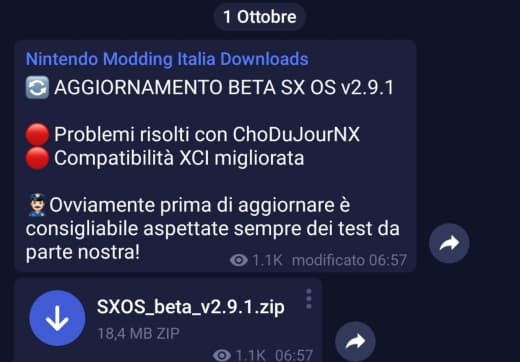 1 Ottobre
Nintendo Modding Italia Downloads
AGGIORNAMENTO BETA SX OS v2.9.1
Problemi risolti con ChoDuJourNX
Compatibilità XCI migliorata
Ovviamente prima di aggiornare è
consigliabile aspettate sempre dei test da
parte nostra!
1.1K modificato 06:57
SXOS_beta_v2.9.1.zip
18,4 MB ZIP
1.1K 06:57